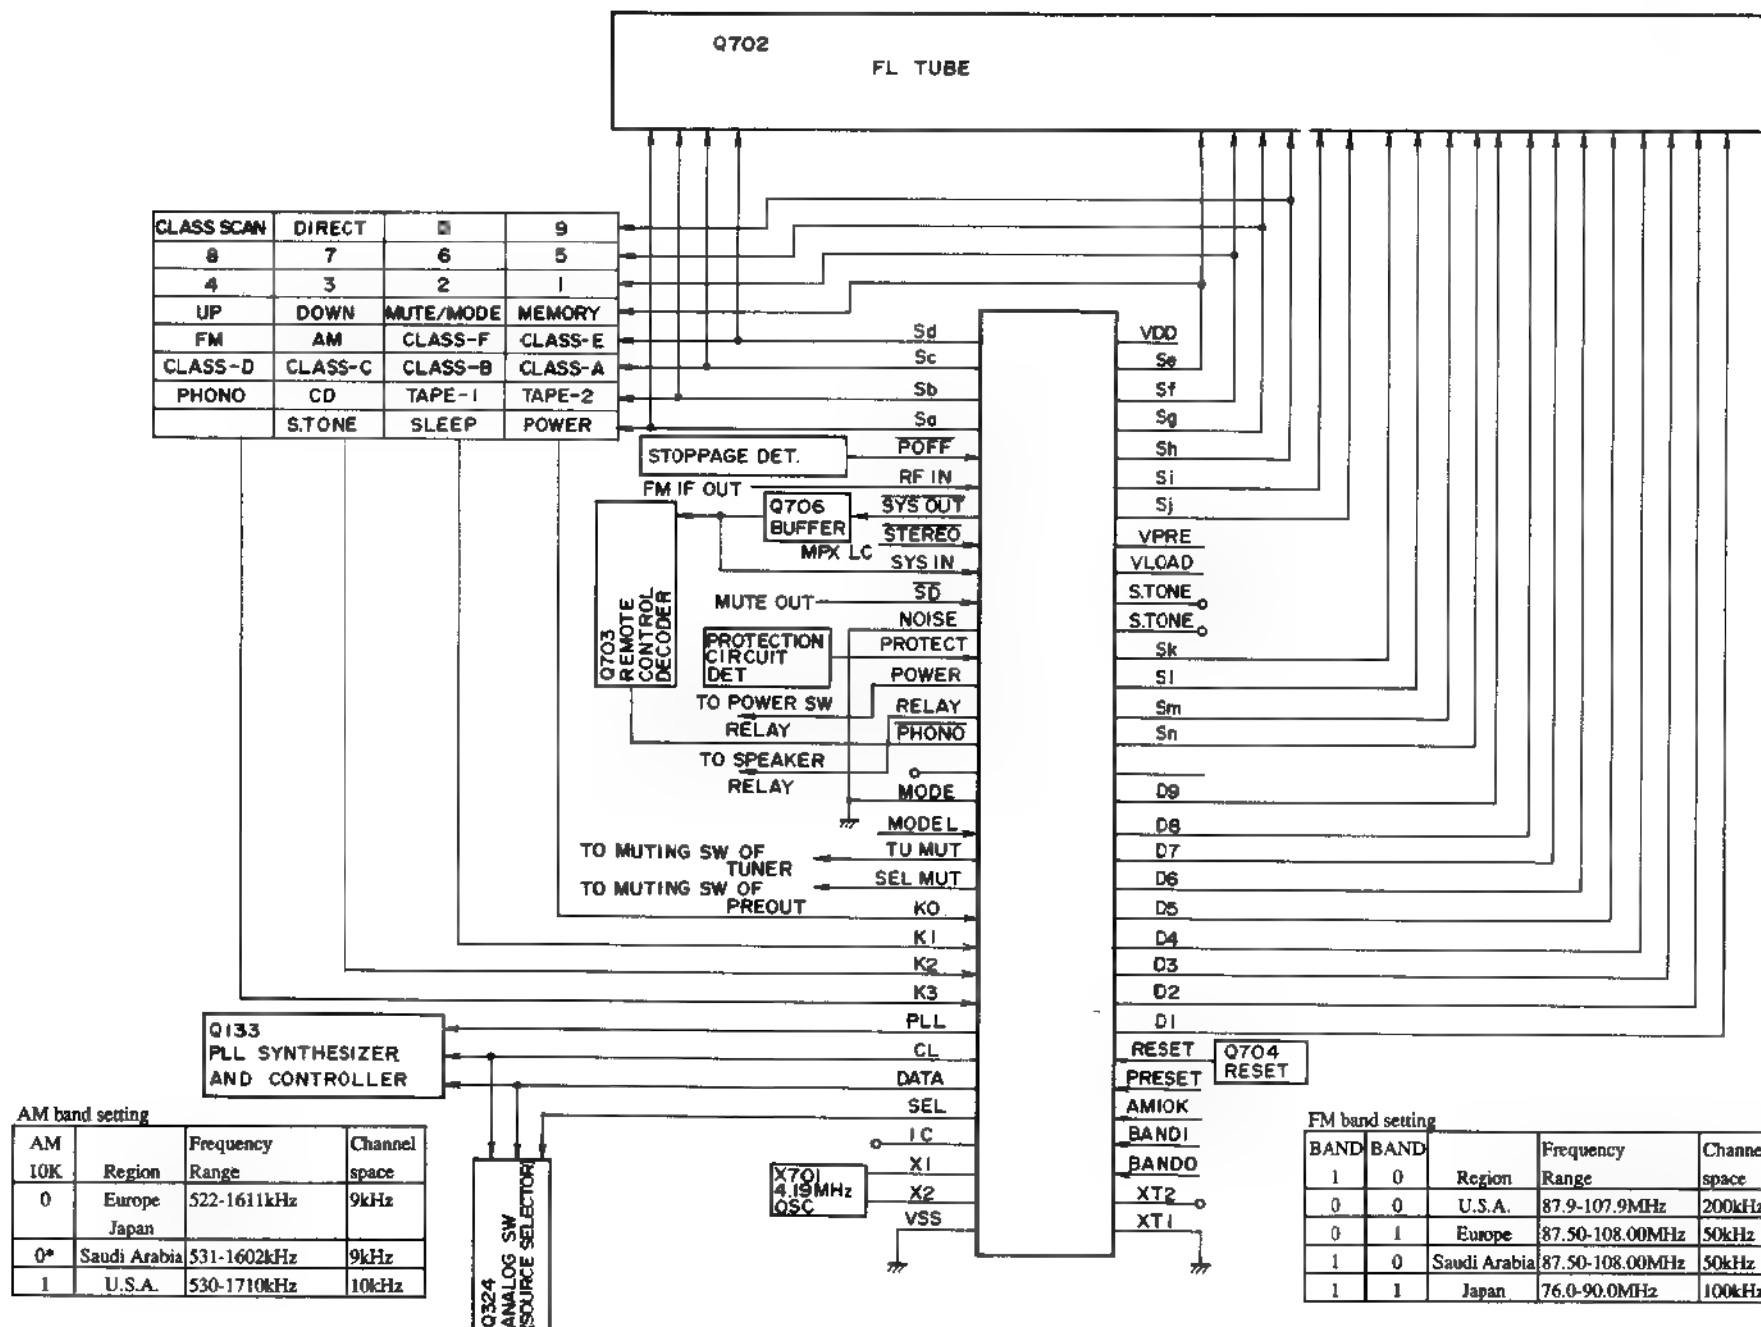 Q702
FL TUBE
CLASS SCAN DIRECT 9
8 7 6 5
4 3 2 1
UP DOWN MUTE/MODE MEMORY
FM AM CLASS-F CLASS-E
CLASS-D CLASS-C CLASS-B CLASS-A
PHONO CD TAPE-1 TAPE-2
S.TONE SLEEP POWER
Sd
Sc
Sb
Sa
STOPPAGE DET.
POFF
FM IF OUT
RF IN
Q706
BUFFER
SYS OUT
MPX LC
STEREO
SYS IN
MUTE OUT
SD
NOISE
Q703
REMOTE
CONTROL
DECODER
PROTECTION
CIRCUIT
DET
PROTECT
POWER
TO POWER SW
RELAY
RELAY
PHONO
TO SPEAKER
RELAY
MODE
MODEL
TO MUTING SW OF
TUNER
TU MUT
TO MUTING SW OF
PREOUT
SEL MUT
K0
K1
K2
K3
Q133
PLL SYNTHESIZER
AND CONTROLLER
PLL
CL
DATA
SEL
IC
X701
4.19MHz
OSC
X1
X2
VSS
Q324
ANALOG SW
(SOURCE SELECTOR)
VDD
Se
Sf
Sg
Sh
Si
Sj
VPRE
VLOAD
S.TONE
S.TONE
Sk
Sl
Sm
Sn
D9
D8
D7
D6
D5
D4
D3
D2
D1
RESET
Q704
RESET
PRESET
AM10K
BAND1
BAND0
XT2
XT1
AM band setting
AM Frequency Channel
10K Region Range space
0 Europe 522-1611kHz 9kHz
Japan
0* Saudi Arabia 531-1602kHz 9kHz
1 U.S.A. 530-1710kHz 10kHz
FM band setting
BAND BAND Frequency Channe
1 0 Region Range space
0 0 U.S.A. 87.9-107.9MHz 200kHz
0 1 Europe 87.50-108.00MHz 50kHz
1 0 Saudi Arabia 87.50-108.00MHz 50kHz
1 1 Japan 76.0-90.0MHz 100kHz